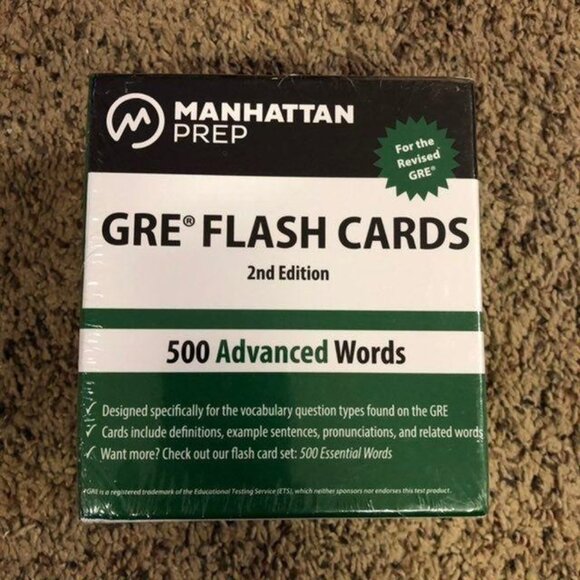 MANHATTAN
PREP
For the
Revised
GRE®
GRE® FLASH CARDS
2nd Edition
500 Advanced Words
✓ Designed specifically for the vocabulary question types found on the GRE
✓ Cards include definitions, example sentences, pronunciations, and related words
✓ Want more? Check out our flash card set: 500 Essential Words
*GRE is a registered trademark of the Educational Testing Service (ETS), which neither sponsors nor endorses this test product.